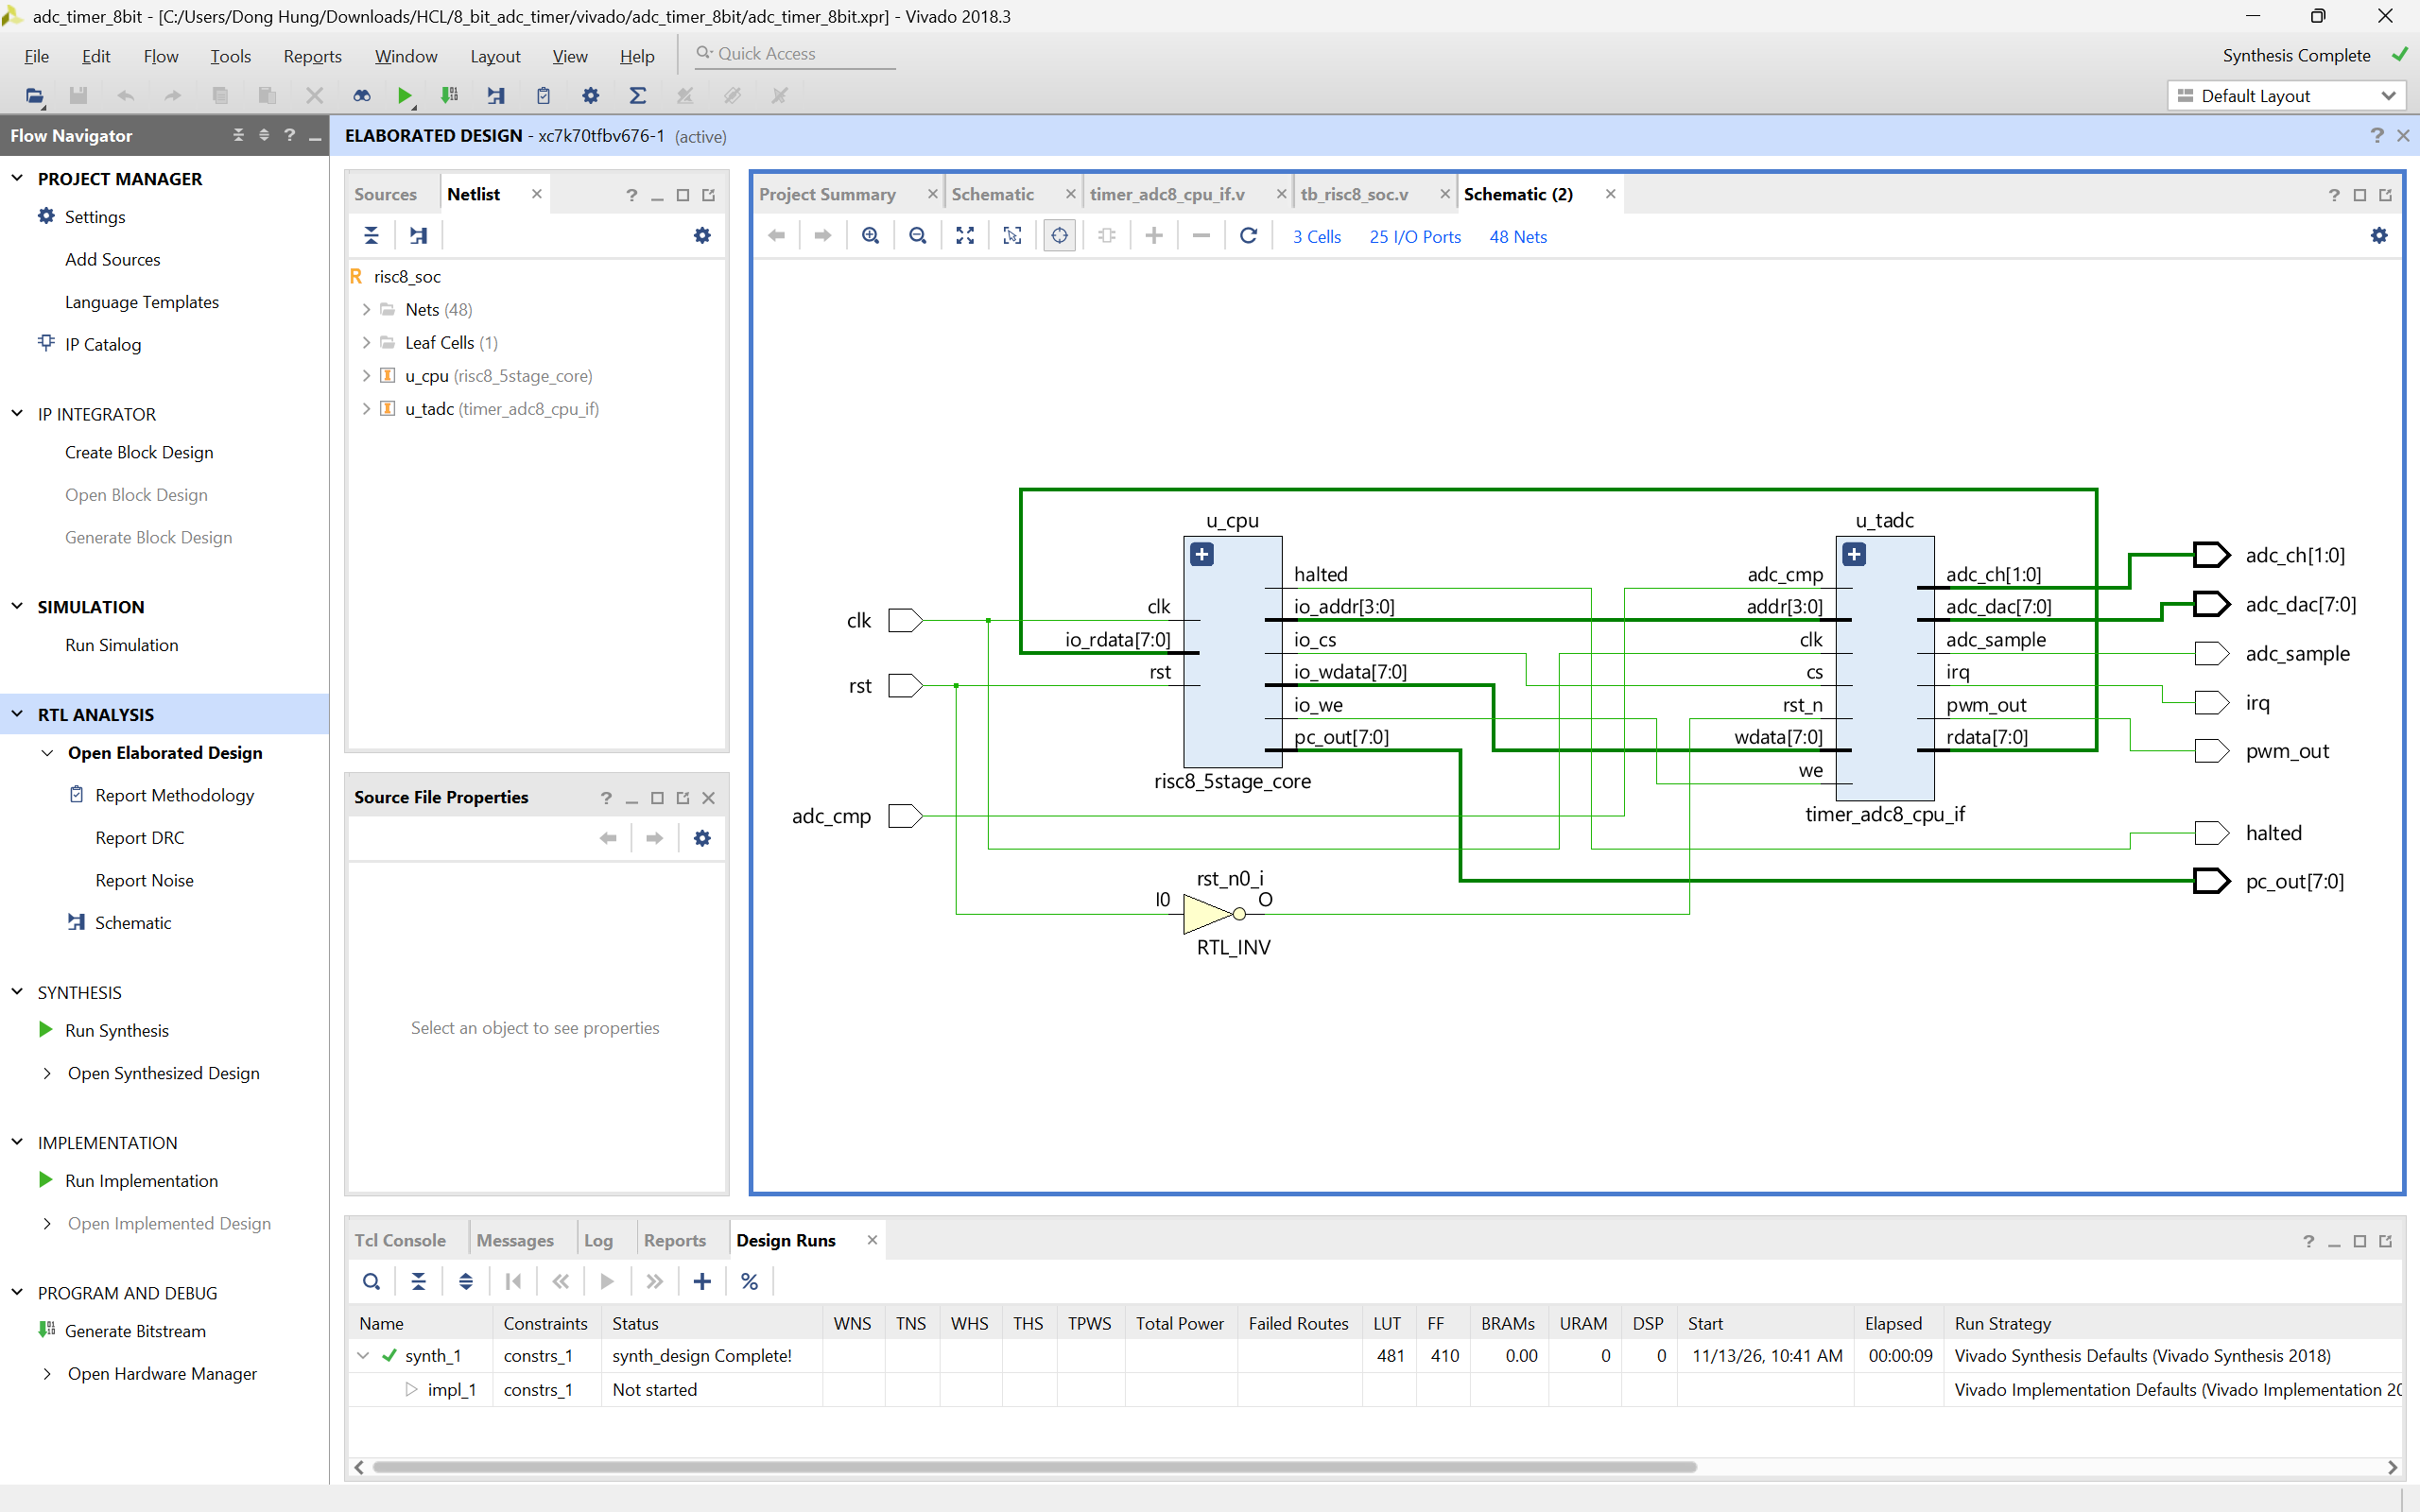 adc_timer_8bit - [C:/Users/Dong Hung/Downloads/HCL/8_bit_adc_timer/vivado/adc_timer_8bit/adc_timer_8bit.xpr] - Vivado 2018.3
File Edit Flow Tools Reports Window Layout View Help Quick Access Synthesis Complete
Default Layout
Flow Navigator
PROJECT MANAGER
Settings
Add Sources
Language Templates
IP Catalog
IP INTEGRATOR
Create Block Design
Open Block Design
Generate Block Design
SIMULATION
Run Simulation
RTL ANALYSIS
Open Elaborated Design
Report Methodology
Report DRC
Report Noise
Schematic
SYNTHESIS
Run Synthesis
Open Synthesized Design
IMPLEMENTATION
Run Implementation
Open Implemented Design
PROGRAM AND DEBUG
Generate Bitstream
Open Hardware Manager
ELABORATED DESIGN - xc7k70tfbv676-1 (active)
Sources Netlist
risc8_soc
Nets (48)
Leaf Cells (1)
u_cpu (risc8_5stage_core)
u_tadc (timer_adc8_cpu_if)
Source File Properties
Select an object to see properties
Project Summary Schematic timer_adc8_cpu_if.v tb_risc8_soc.v Schematic (2)
3 Cells 25 I/O Ports 48 Nets
clk
rst
adc_cmp
u_cpu
clk
io_rdata[7:0]
rst
halted
io_addr[3:0]
io_cs
io_wdata[7:0]
io_we
pc_out[7:0]
risc8_5stage_core
rst_n0_i
I0 O
RTL_INV
u_tadc
adc_cmp
addr[3:0]
clk
cs
rst_n
wdata[7:0]
we
adc_ch[1:0]
adc_dac[7:0]
adc_sample
irq
pwm_out
rdata[7:0]
timer_adc8_cpu_if
adc_ch[1:0]
adc_dac[7:0]
adc_sample
irq
pwm_out
halted
pc_out[7:0]
Tcl Console Messages Log Reports Design Runs
Name Constraints Status WNS TNS WHS THS TPWS Total Power Failed Routes LUT FF BRAMs URAM DSP Start Elapsed Run Strategy
synth_1 constrs_1 synth_design Complete! 481 410 0.00 0 0 11/13/26, 10:41 AM 00:00:09 Vivado Synthesis Defaults (Vivado Synthesis 2018)
impl_1 constrs_1 Not started Vivado Implementation Defaults (Vivado Implementation 20